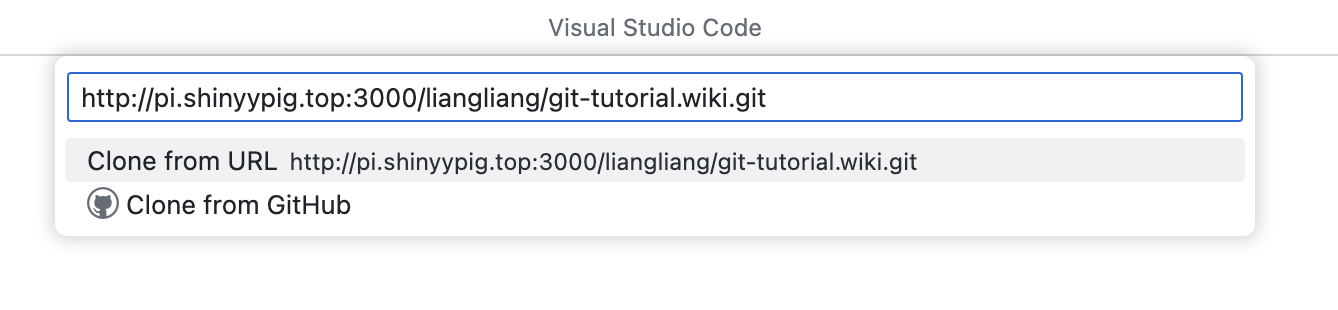 Visual Studio Code
http://pi.shinyypig.top:3000/liangliang/git-tutorial.wiki.git
Clone from URL http://pi.shinyypig.top:3000/liangliang/git-tutorial.wiki.git
Clone from GitHub